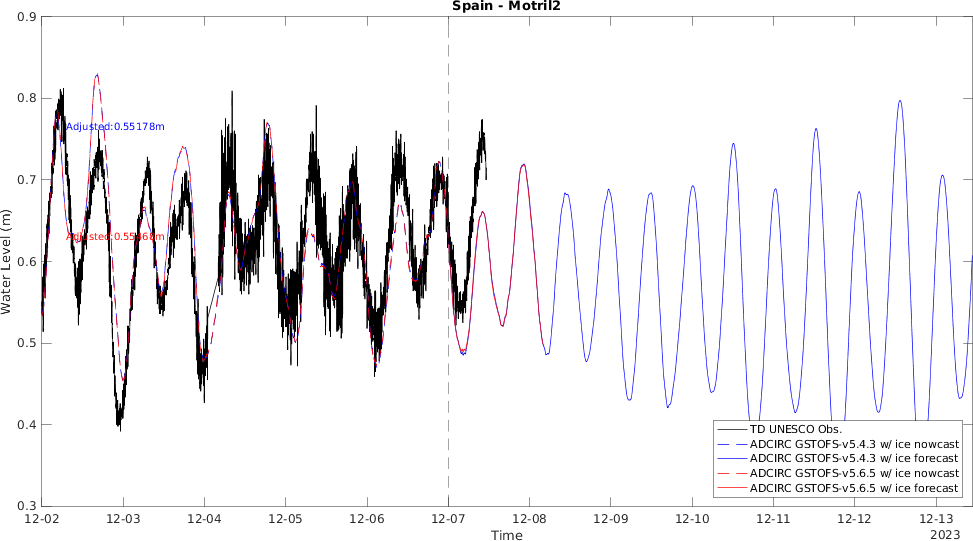 Spain - Motril2
0.9
0.8
0.7
0.6
0.5
0.4
0.3
Water Level (m)
Adjusted:0.55178m
12-02
12-03
12-04
12-05
12-06
12-07
12-08
12-09
12-10
12-11
12-12
12-13
2023
Time
TD UNESCO Obs.
ADCIRC GSTOFS-v5.4.3 w/ ice nowcast
ADCIRC GSTOFS-v5.4.3 w/ ice forecast
ADCIRC GSTOFS-v5.6.5 w/ ice nowcast
ADCIRC GSTOFS-v5.6.5 w/ ice forecast